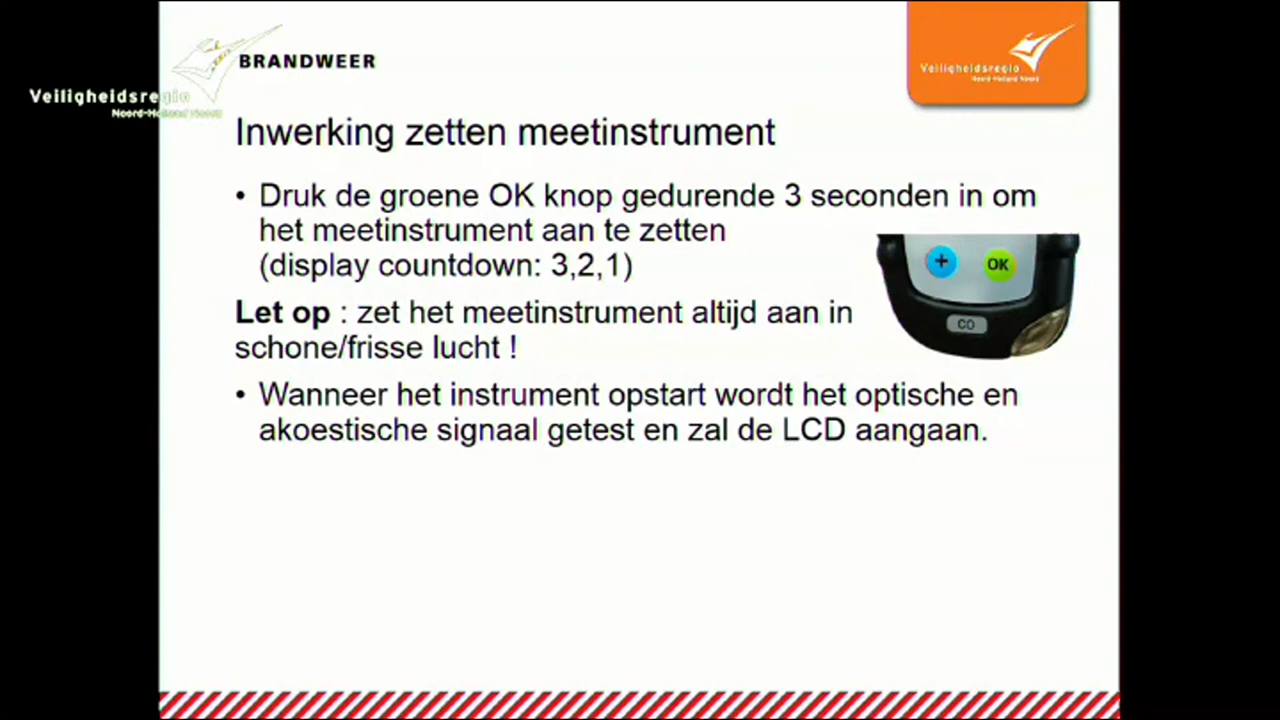 BRANDWEER
Veiligheidsregio
Noord-Holland Noord
Veiligheidsregio
Noord-Holland Noord
Inwerking zetten meetinstrument
• Druk de groene OK knop gedurende 3 seconden in om
het meetinstrument aan te zetten
(display countdown: 3,2,1)
+ OK
CO
Let op : zet het meetinstrument altijd aan in
schone/frisse lucht !
• Wanneer het instrument opstart wordt het optische en
akoestische signaal getest en zal de LCD aangaan.